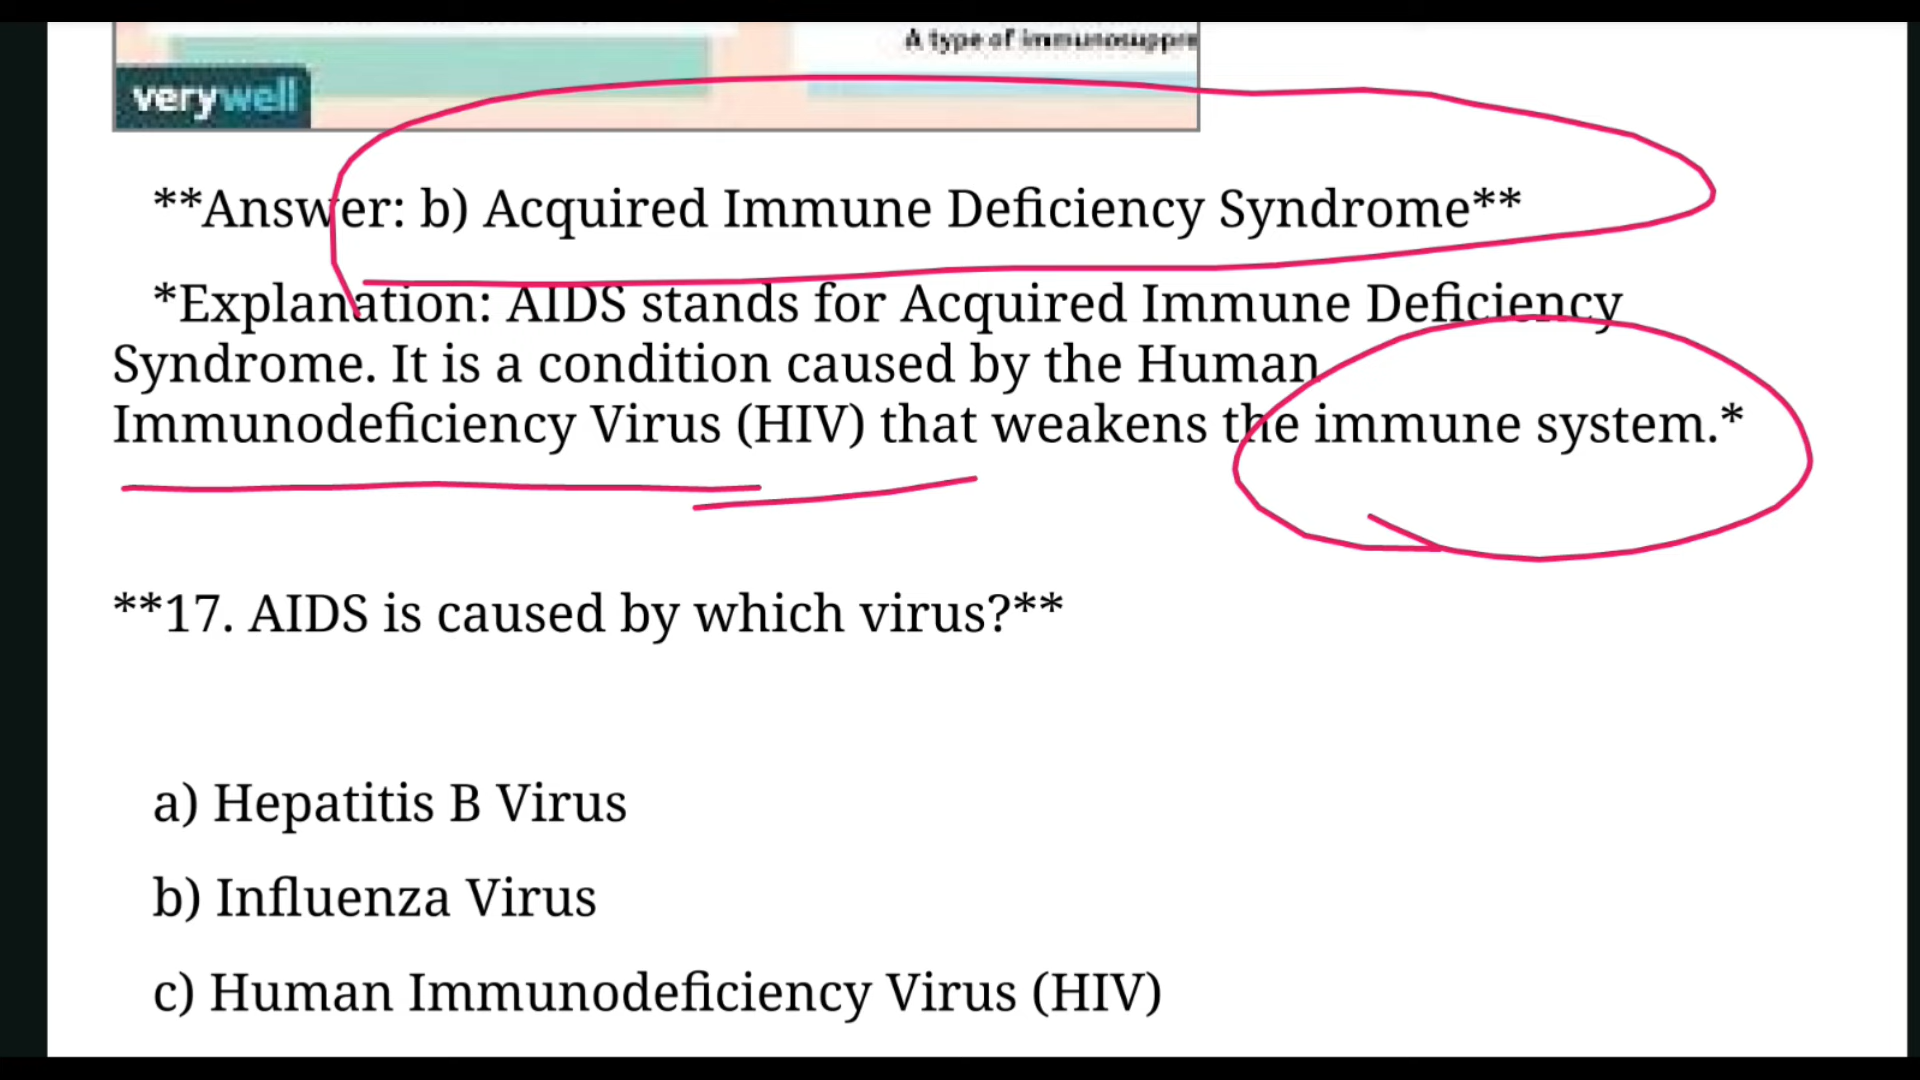 A type of immunosuppre
verywell
**Answer: b) Acquired Immune Deficiency Syndrome**
*Explanation: AIDS stands for Acquired Immune Deficiency
Syndrome. It is a condition caused by the Human
Immunodeficiency Virus (HIV) that weakens the immune system.*
**17. AIDS is caused by which virus?**
a) Hepatitis B Virus
b) Influenza Virus
c) Human Immunodeficiency Virus (HIV)